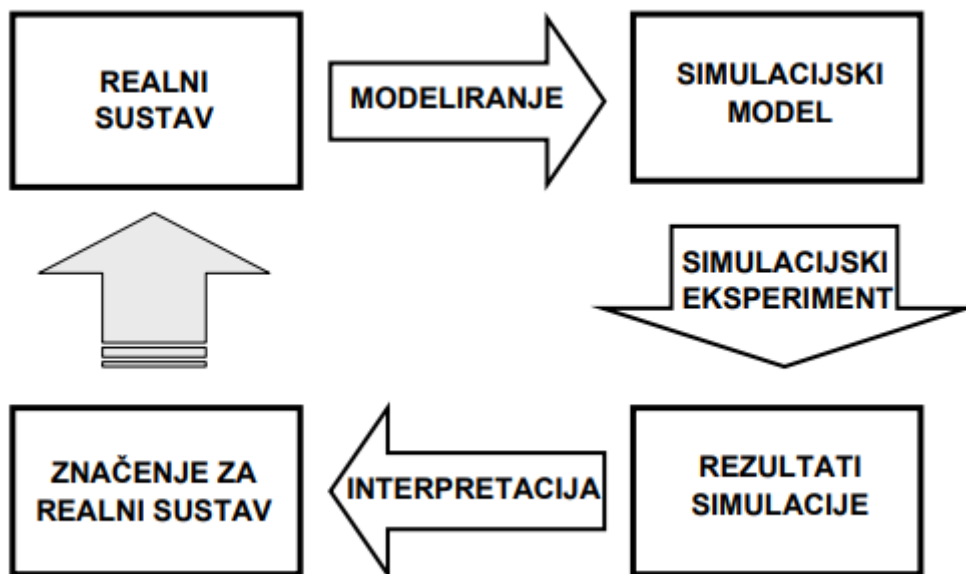 REALNI
SUSTAV
MODELIRANJE
SIMULACIJSKI
MODEL
SIMULACIJSKI
EKSPERIMENT
ZNAČENJE ZA
REALNI SUSTAV
INTERPRETACIJA
REZULTATI
SIMULACIJE